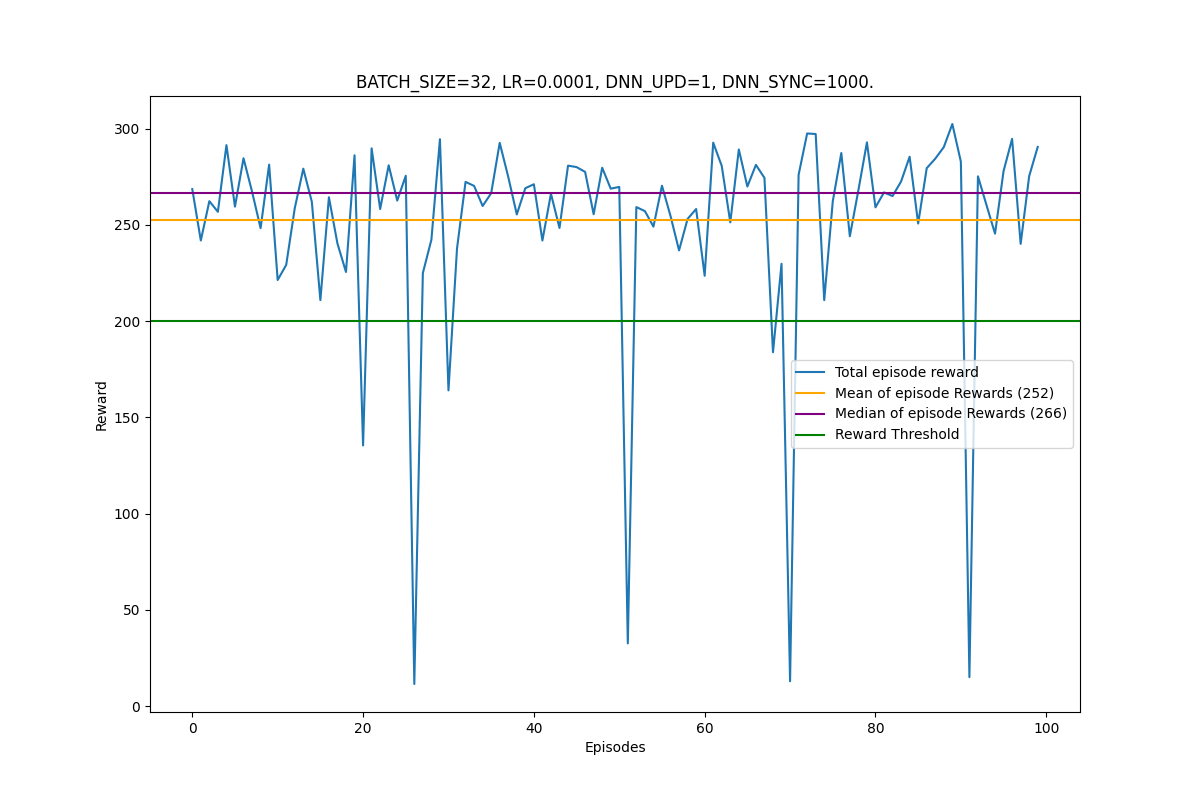 BATCH_SIZE=32, LR=0.0001, DNN_UPD=1, DNN_SYNC=1000.
300
250
200
150
100
50
0
Reward
Total episode reward
Mean of episode Rewards (252)
Median of episode Rewards (266)
Reward Threshold
0 20 40 60 80 100
Episodes